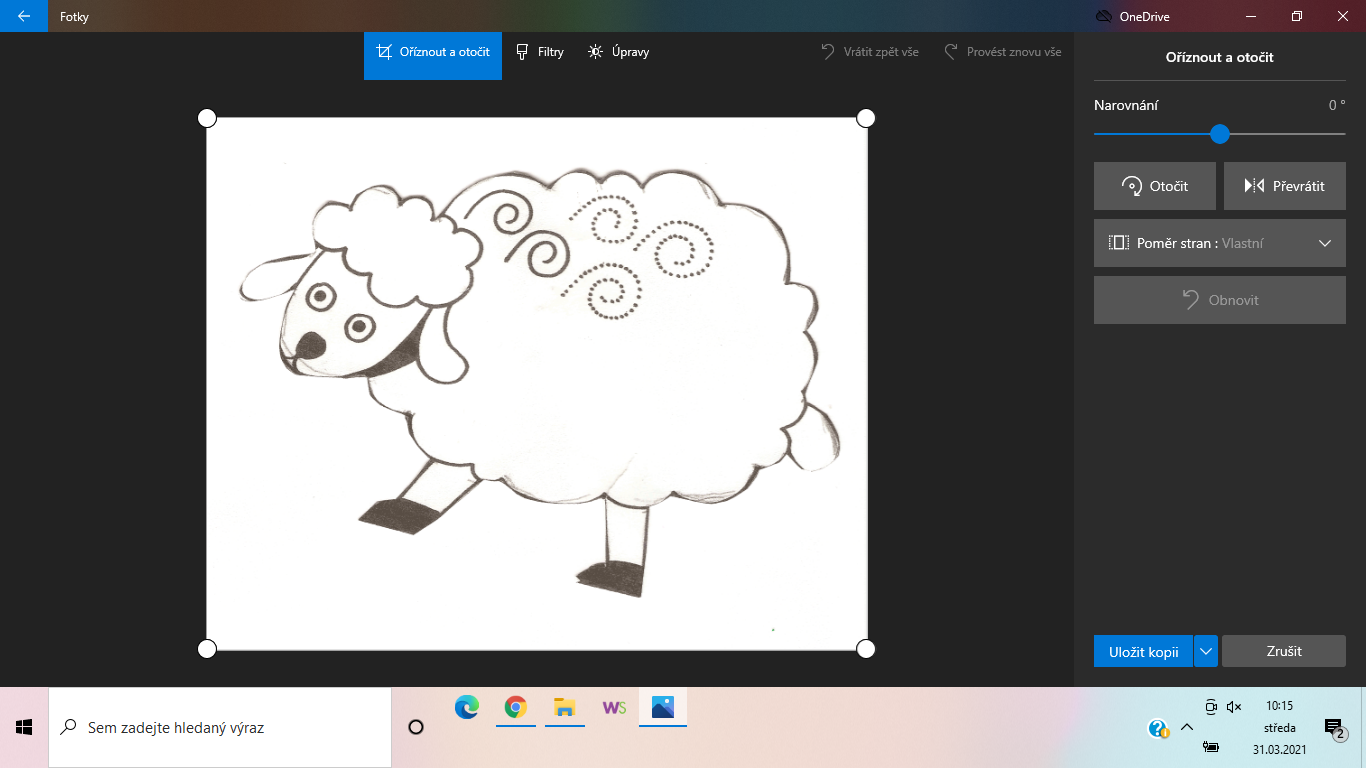 Fotky
OneDrive
Oříznout a otočit
Filtry
Úpravy
Vrátit zpět vše
Provést znovu vše
Oříznout a otočit
Narovnání
0 °
Otočit
Převrátit
Poměr stran : Vlastní
Obnovit
Uložit kopii
Zrušit
Sem zadejte hledaný výraz
WS
10:15
středa
31.03.2021
2